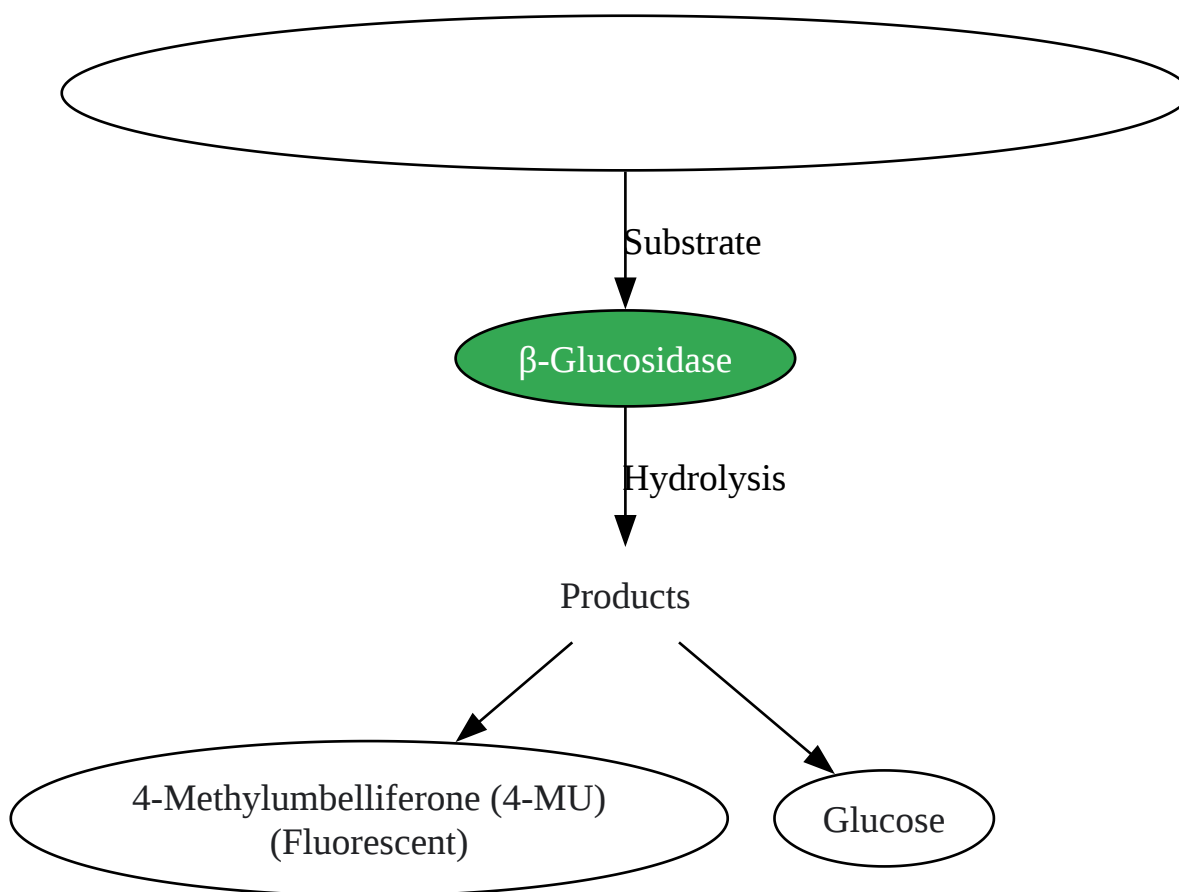 Substrate
β-Glucosidase
Hydrolysis
Products
4-Methylumbelliferone (4-MU)
(Fluorescent)
Glucose